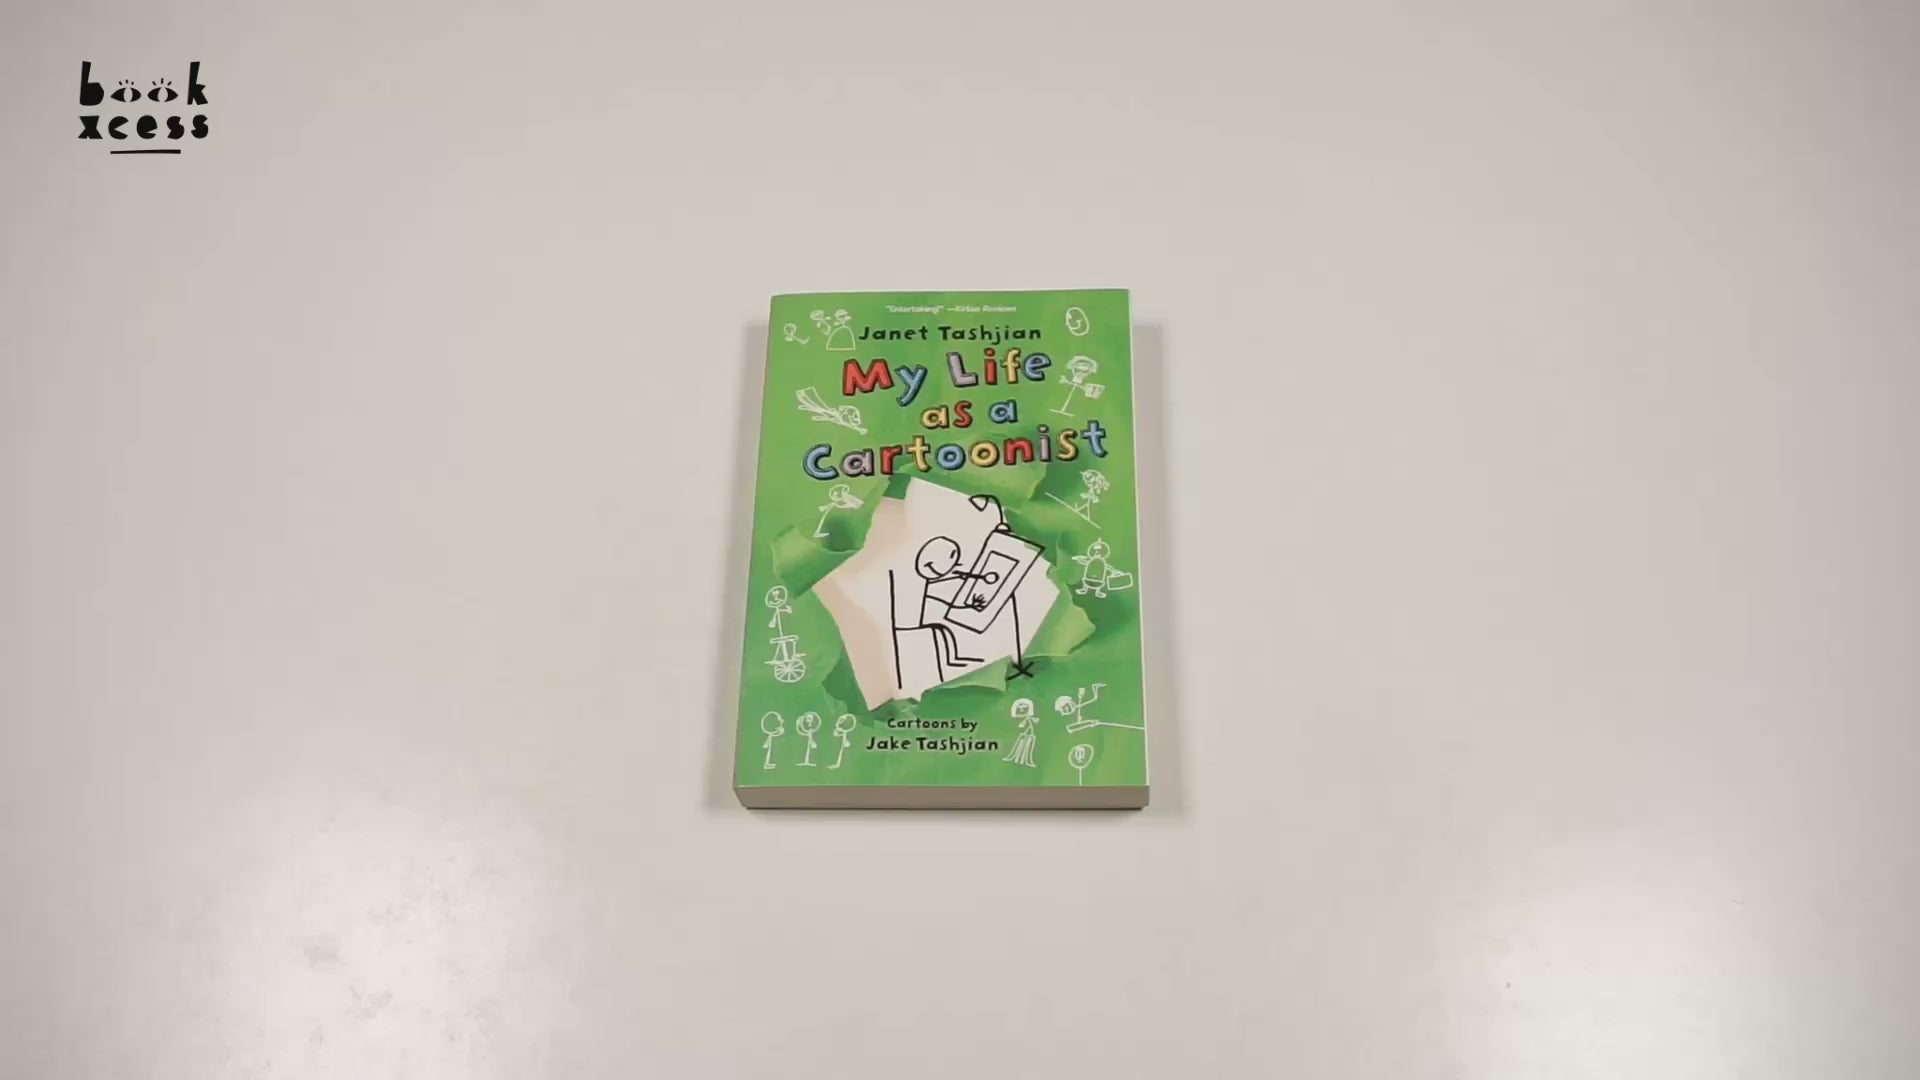 book
xcess
"Entertaining!" —Kirkus Reviews
Janet Tashjian
My Life
as a
Cartoonist
Cartoons by
Jake Tashjian